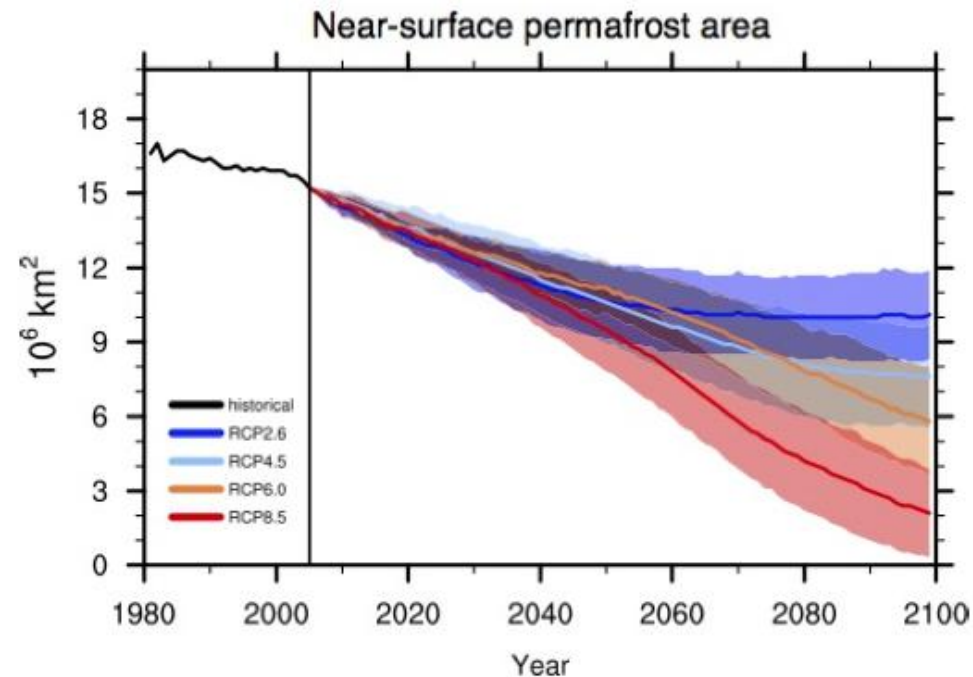 Near-surface permafrost area
18
15
12
9
6
3
0
10⁶ km²
historical
RCP2.6
RCP4.5
RCP6.0
RCP8.5
1980 2000 2020 2040 2060 2080 2100
Year